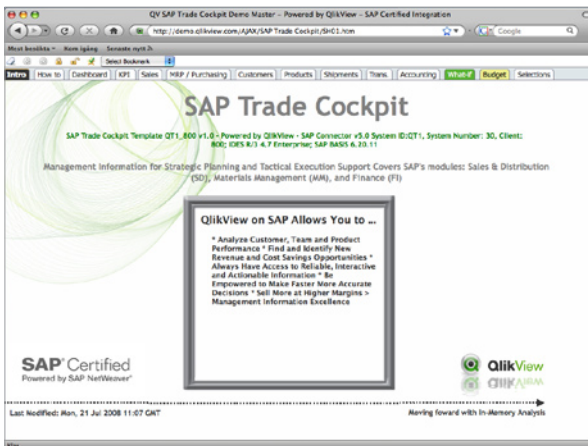 QV SAP Trade Cockpit Demo Master – Powered by QlikView – SAP Certified Integration
http://demo.qlikview.com/AJAX/SAP Trade Cockpit/SH01.htm
Google
Mest besökta Kom igång Senaste nytt
Select Bookmark
Intro How to Dashboard KPI Sales MRP / Purchasing Customers Products Shipments Trans. Accounting What-if Budget Selections
SAP Trade Cockpit
SAP Trade Cockpit Template QT1_800 v1.0 - Powered by QlikView - SAP Connector v5.0 System ID:QT1, System Number: 30, Client:
800; IDES R/3 4.7 Enterprise; SAP BASIS 6.20.11
Management Information for Strategic Planning and Tactical Execution Support Covers SAP's modules: Sales & Distribution
(SD), Materials Management (MM), and Finance (FI)
QlikView on SAP Allows You to ...
* Analyze Customer, Team and Product
Performance * Find and Identify New
Revenue and Cost Savings Opportunities *
Always Have Access to Reliable, Interactive
and Actionable Information * Be
Empowered to Make Faster More Accurate
Decisions * Sell More at Higher Margins >
Management Information Excellence
SAP® Certified
Powered by SAP NetWeaver®
QlikView
Last Modified: Mon, 21 Jul 2008 11:07 GMT
Moving foward with In-Memory Analysis